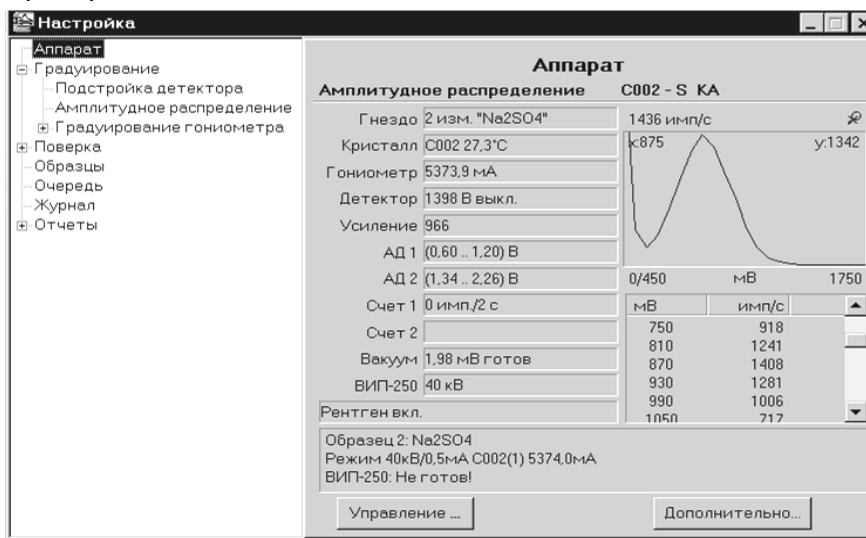 Настройка
Аппарат
Градуирование
Подстройка детектора
Амплитудное распределение
Градуирование гониометра
Поверка
Образцы
Очередь
Журнал
Отчеты
Аппарат
Амплитудное распределение C002 - S KA
Гнездо 2 изм. "Na2SO4"
Кристалл C002 27,3°C
Гониометр 5373,9 мА
Детектор 1398 В выкл.
Усиление 966
АД 1 (0,60 .. 1,20) В
АД 2 (1,34 .. 2,26) В
Счет 1 0 имп./2 с
Счет 2
Вакуум 1,98 мВ готов
ВИП-250 40 кВ
Рентген вкл.
1436 имп/с
x:875 y:1342
0/450 мВ 1750
мВ имп/с
750 918
810 1241
870 1408
930 1281
990 1006
1050 717
Образец 2: Na2SO4
Режим 40кВ/0,5мА C002(1) 5374,0мА
ВИП-250: Не готов!
Управление ... Дополнительно...